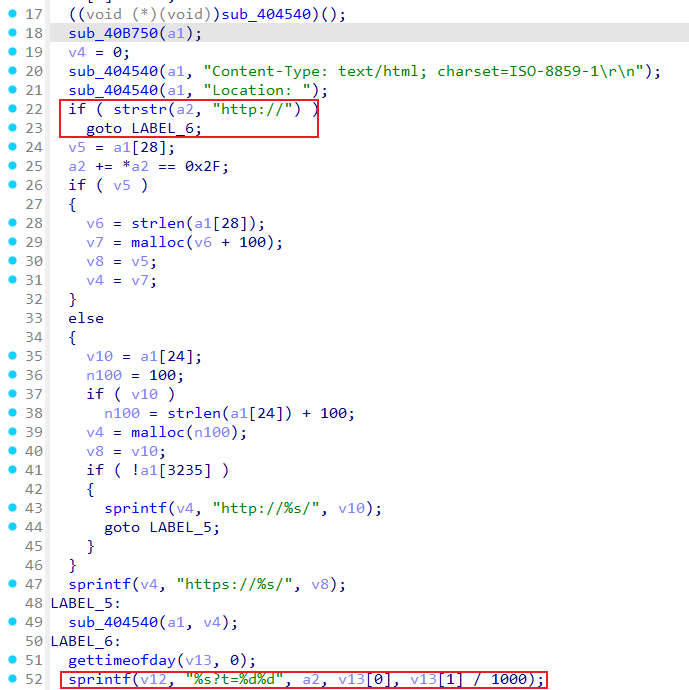 17 ((void (*)(void))sub_404540)();
18 sub_40B750(a1);
19 v4 = 0;
20 sub_404540(a1, "Content-Type: text/html; charset=ISO-8859-1\r\n");
21 sub_404540(a1, "Location: ");
22 if ( strstr(a2, "http://") )
23 goto LABEL_6;
24 v5 = a1[28];
25 a2 += *a2 == 0x2F;
26 if ( v5 )
27 {
28 v6 = strlen(a1[28]);
29 v7 = malloc(v6 + 100);
30 v8 = v5;
31 v4 = v7;
32 }
33 else
34 {
35 v10 = a1[24];
36 n100 = 100;
37 if ( v10 )
38 n100 = strlen(a1[24]) + 100;
39 v4 = malloc(n100);
40 v8 = v10;
41 if ( !a1[3235] )
42 {
43 sprintf(v4, "http://%s/", v10);
44 goto LABEL_5;
45 }
46 }
47 sprintf(v4, "https://%s/", v8);
48 LABEL_5:
49 sub_404540(a1, v4);
50 LABEL_6:
51 gettimeofday(v13, 0);
52 sprintf(v12, "%s?t=%d%d", a2, v13[0], v13[1] / 1000);